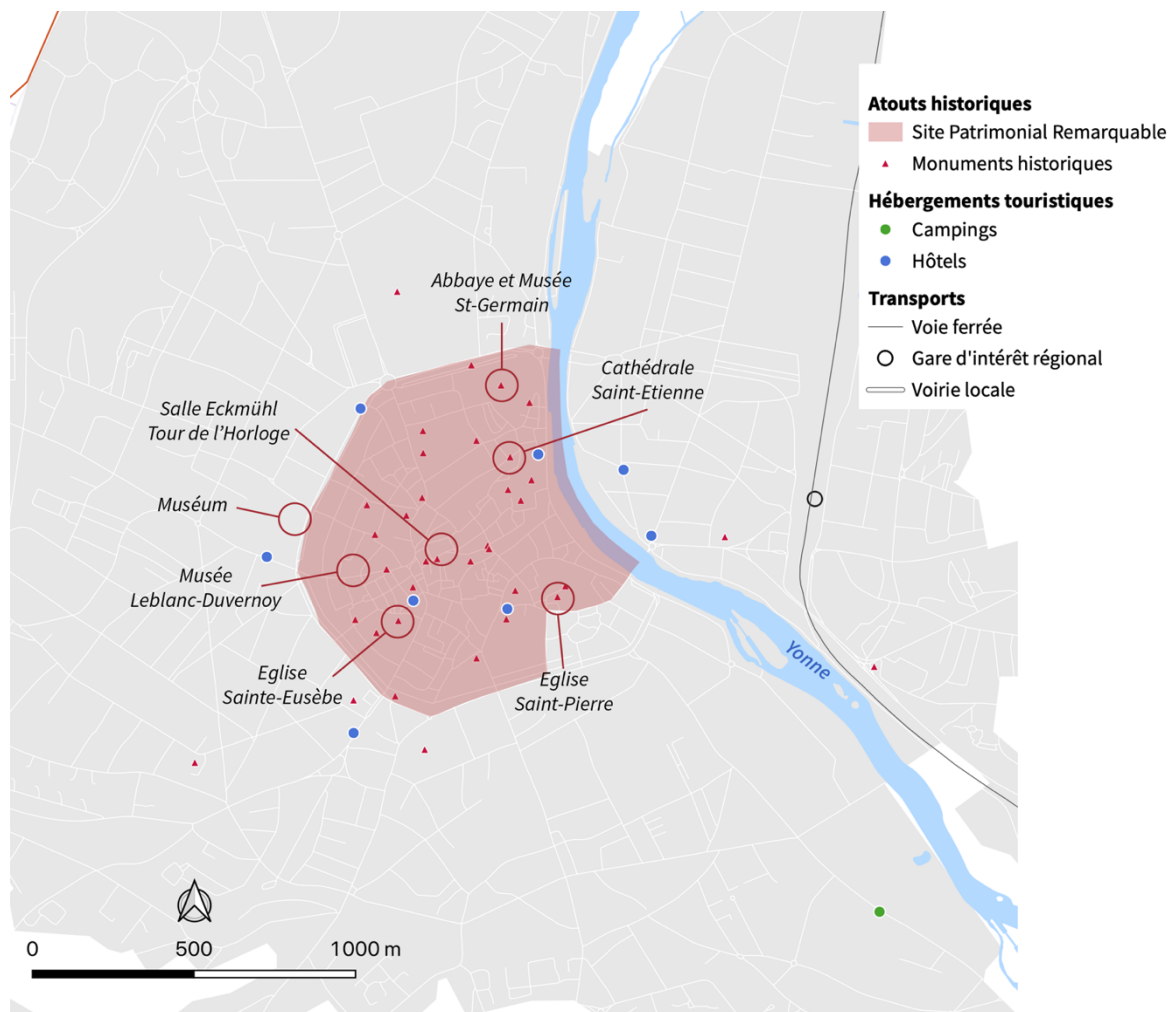 Atouts historiques
Site Patrimonial Remarquable
Monuments historiques
Hébergements touristiques
Campings
Hôtels
Transports
Voie ferrée
Gare d'intérêt régional
Voirie locale
Abbaye et Musée
St-Germain
Cathédrale
Saint-Etienne
Salle Eckmühl
Tour de l'Horloge
Muséum
Musée
Leblanc-Duvernoy
Eglise
Sainte-Eusèbe
Eglise
Saint-Pierre
Yonne
0 500 1000 m